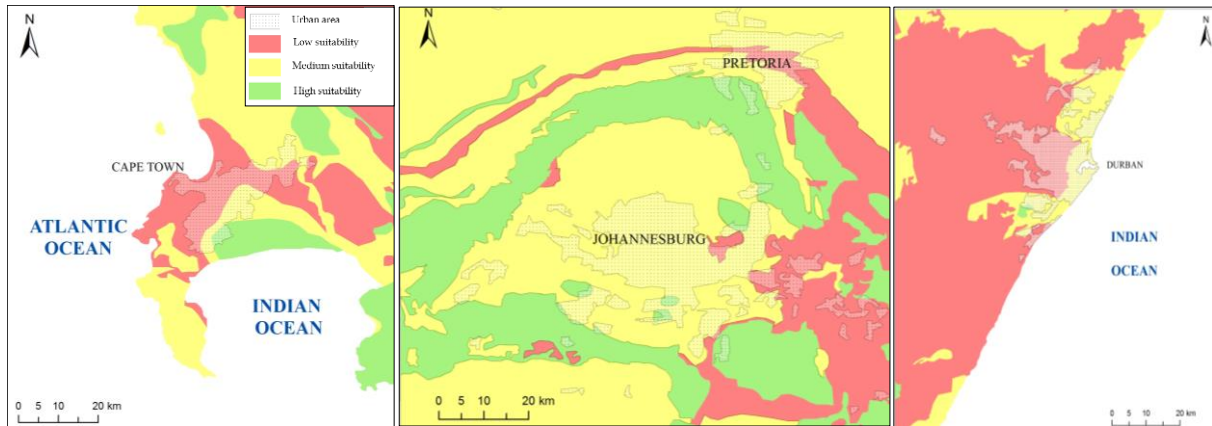 N
Urban area
Low suitability
Medium suitability
High suitability
CAPE TOWN
ATLANTIC
OCEAN
INDIAN
OCEAN
0 5 10 20 km
N
PRETORIA
JOHANNESBURG
0 5 10 20 km
N
DURBAN
INDIAN
OCEAN
0 5 10 20 km